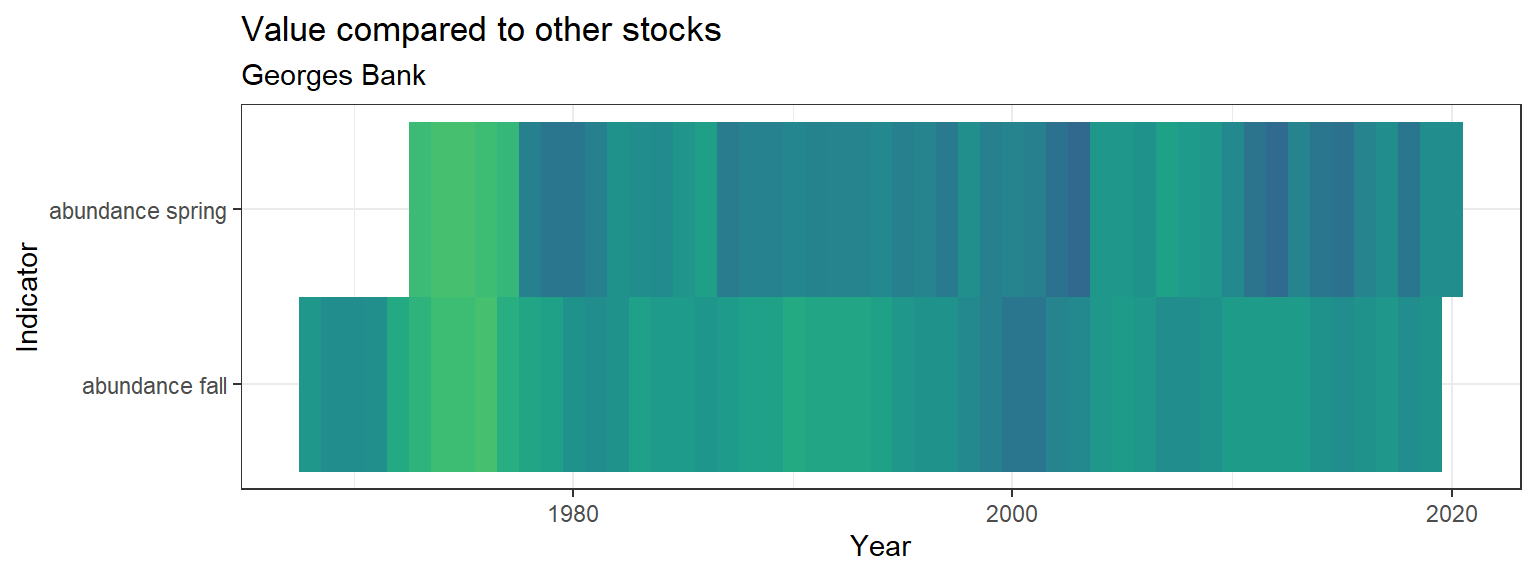 Value compared to other stocks
Georges Bank
Indicator
abundance spring
abundance fall
1980
2000
2020
Year